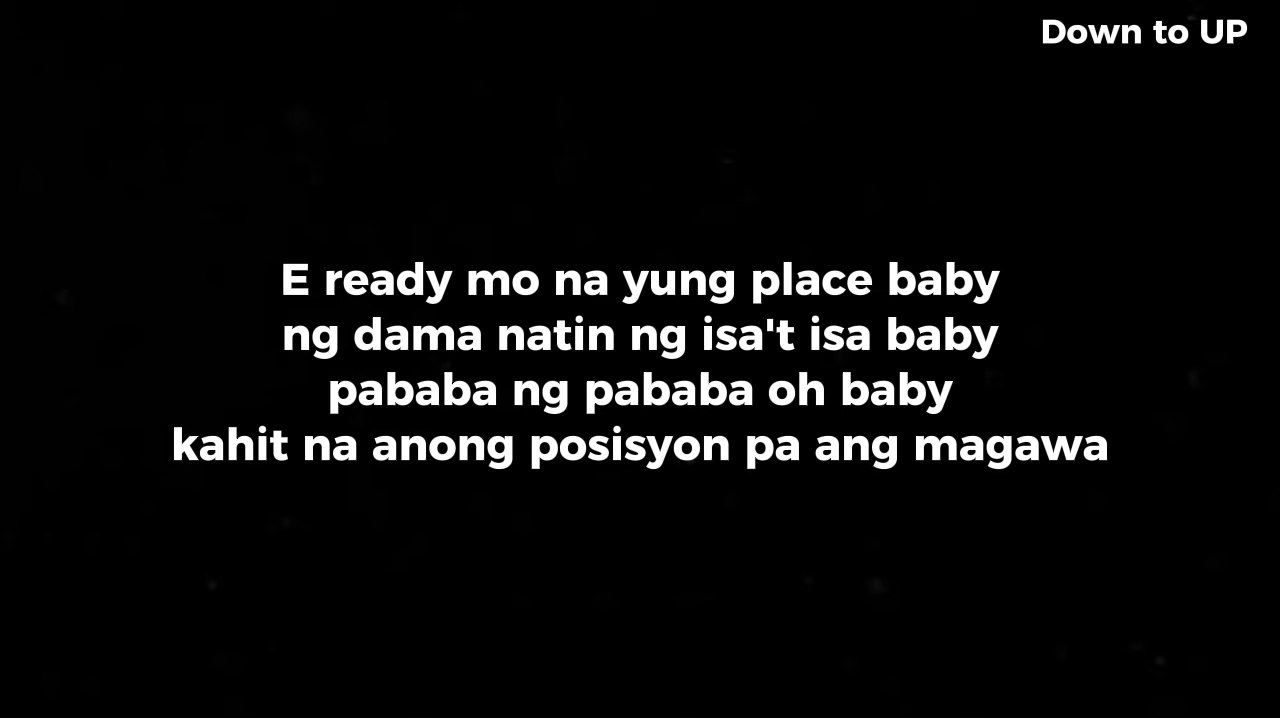 Down to UP
E ready mo na yung place baby
ng dama natin ng isa't isa baby
pababa ng pababa oh baby
kahit na anong posisyon pa ang magawa